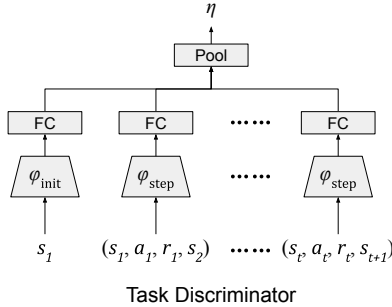 η
Pool
FC FC ...... FC
φinit φstep ...... φstep
s1 (s1, a1, r1, s2) ...... (st, at, rt, st+1)
Task Discriminator